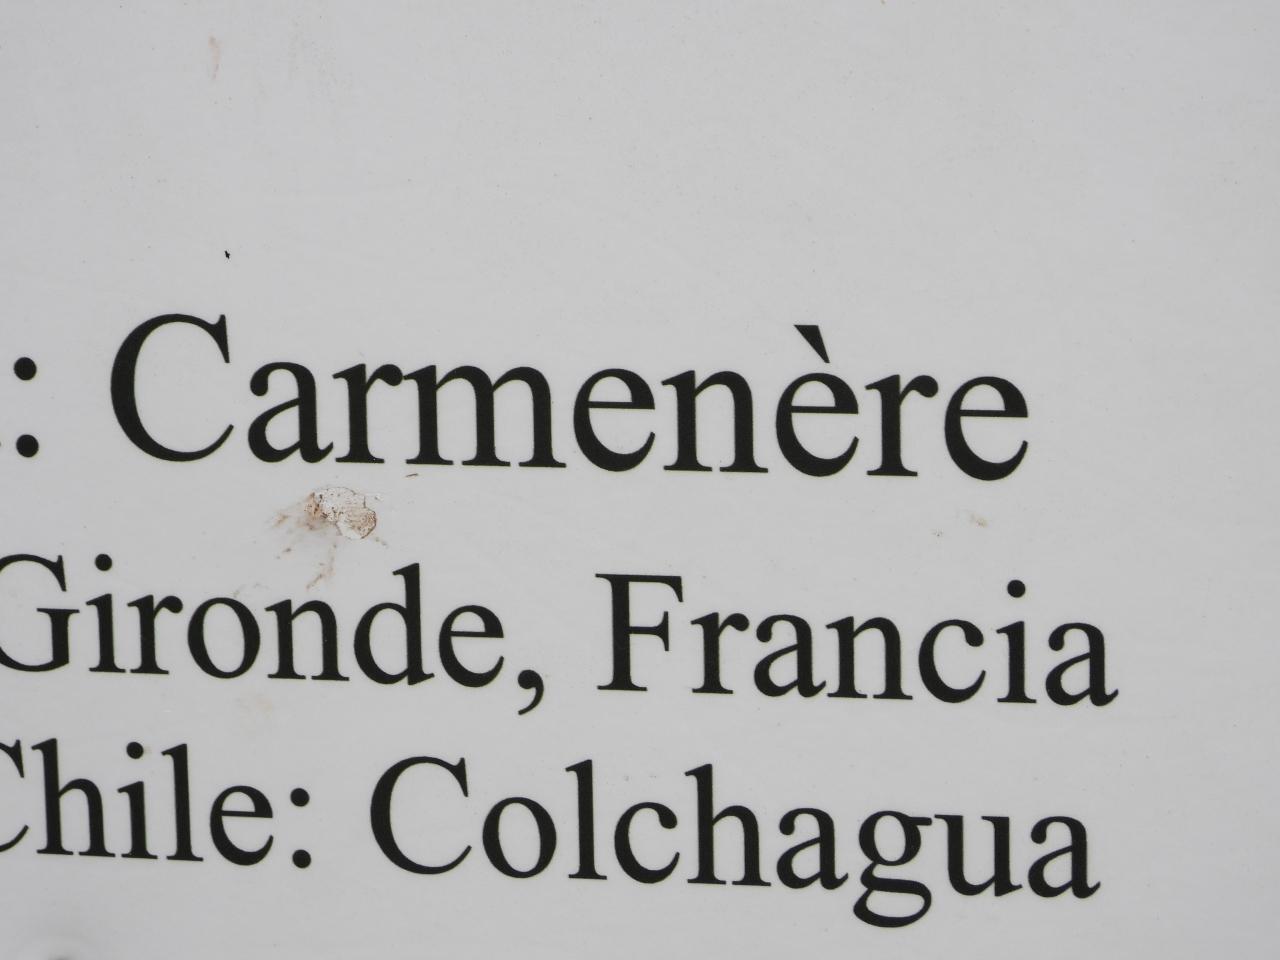 : Carmenère
Gironde, Francia
Chile: Colchagua